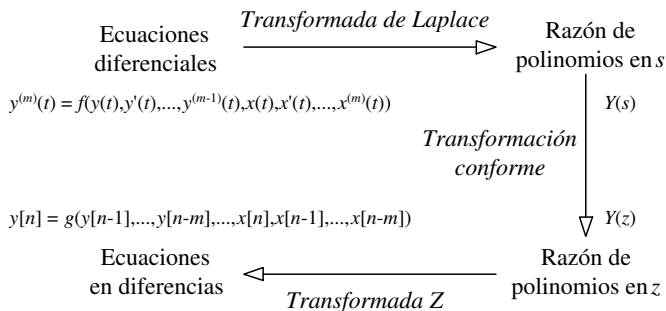 Transformada de Laplace
Ecuaciones
diferenciales
Razón de
polinomios en s
y^(m)(t) = f(y(t),y'(t),...,y^(m-1)(t),x(t),x'(t),...,x^(m)(t))
Y(s)
Transformación
conforme
y[n] = g(y[n-1],...,y[n-m],...,x[n],x[n-1],...,x[n-m])
Y(z)
Ecuaciones
en diferencias
Razón de
polinomios en z
Transformada Z